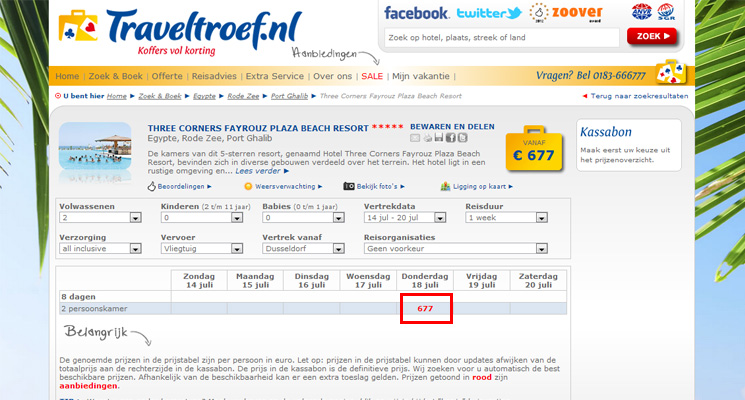 Traveltroef.nl
Koffers vol korting
facebook. twitter zoover
award
ANVR SGR
Zoek op hotel, plaats, streek of land
ZOEK
Aanbiedingen
Home | Zoek & Boek | Offerte | Reisadvies | Extra Service | Over ons | SALE | Mijn vakantie |
Vragen? Bel 0183-666777
U bent hier Home Zoek & Boek Egypte Rode Zee Port Ghalib Three Corners Fayrouz Plaza Beach Resort
Terug naar zoekresultaten
THREE CORNERS FAYROUZ PLAZA BEACH RESORT ★★★★★
BEWAREN EN DELEN
Egypte, Rode Zee, Port Ghalib
De kamers van dit 5-sterren resort, genaamd Hotel Three Corners Fayrouz Plaza Beach
Resort, bevinden zich in diverse gebouwen verdeeld over het terrein. Het hotel ligt in een
rustige omgeving en... Lees verder
VANAF
€ 677
Kassabon
Maak eerst uw keuze uit
het prijzenoverzicht.
Beoordelingen Weersverwachting Bekijk foto's Ligging op kaart
Volwassenen Kinderen (2 t/m 11 jaar) Babies (0 t/m 1 jaar) Vertrekdata Reisduur
2 0 0 14 jul - 20 jul 1 week
Verzorging Vervoer Vertrek vanaf Reisorganisaties
all inclusive Vliegtuig Dusseldorf Geen voorkeur
Zondag Maandag Dinsdag Woensdag Donderdag Vrijdag Zaterdag
14 juli 15 juli 16 juli 17 juli 18 juli 19 juli 20 juli
8 dagen
2 persoonskamer 677
Belangrijk
De genoemde prijzen in de prijstabel zijn per persoon in euro. Let op: prijzen in de prijstabel kunnen door updates afwijken van de
totaalprijs aan de rechterzijde in de kassabon. De prijs in de kassabon is de definitieve prijs. Wij zoeken voor u automatisch de best
beschikbare prijzen. Afhankelijk van de beschikbaarheid kan er een extra toeslag gelden. Prijzen getoond in rood zijn
aanbiedingen.